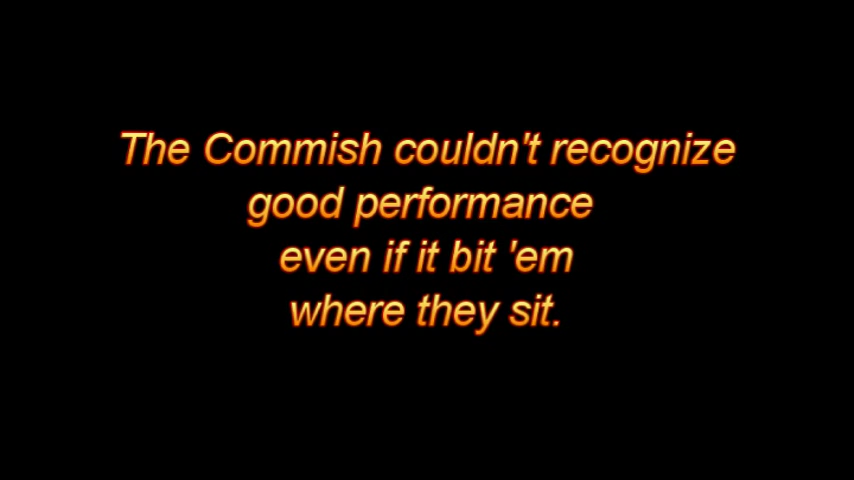 The Commish couldn't recognize
good performance
even if it bit 'em
where they sit.